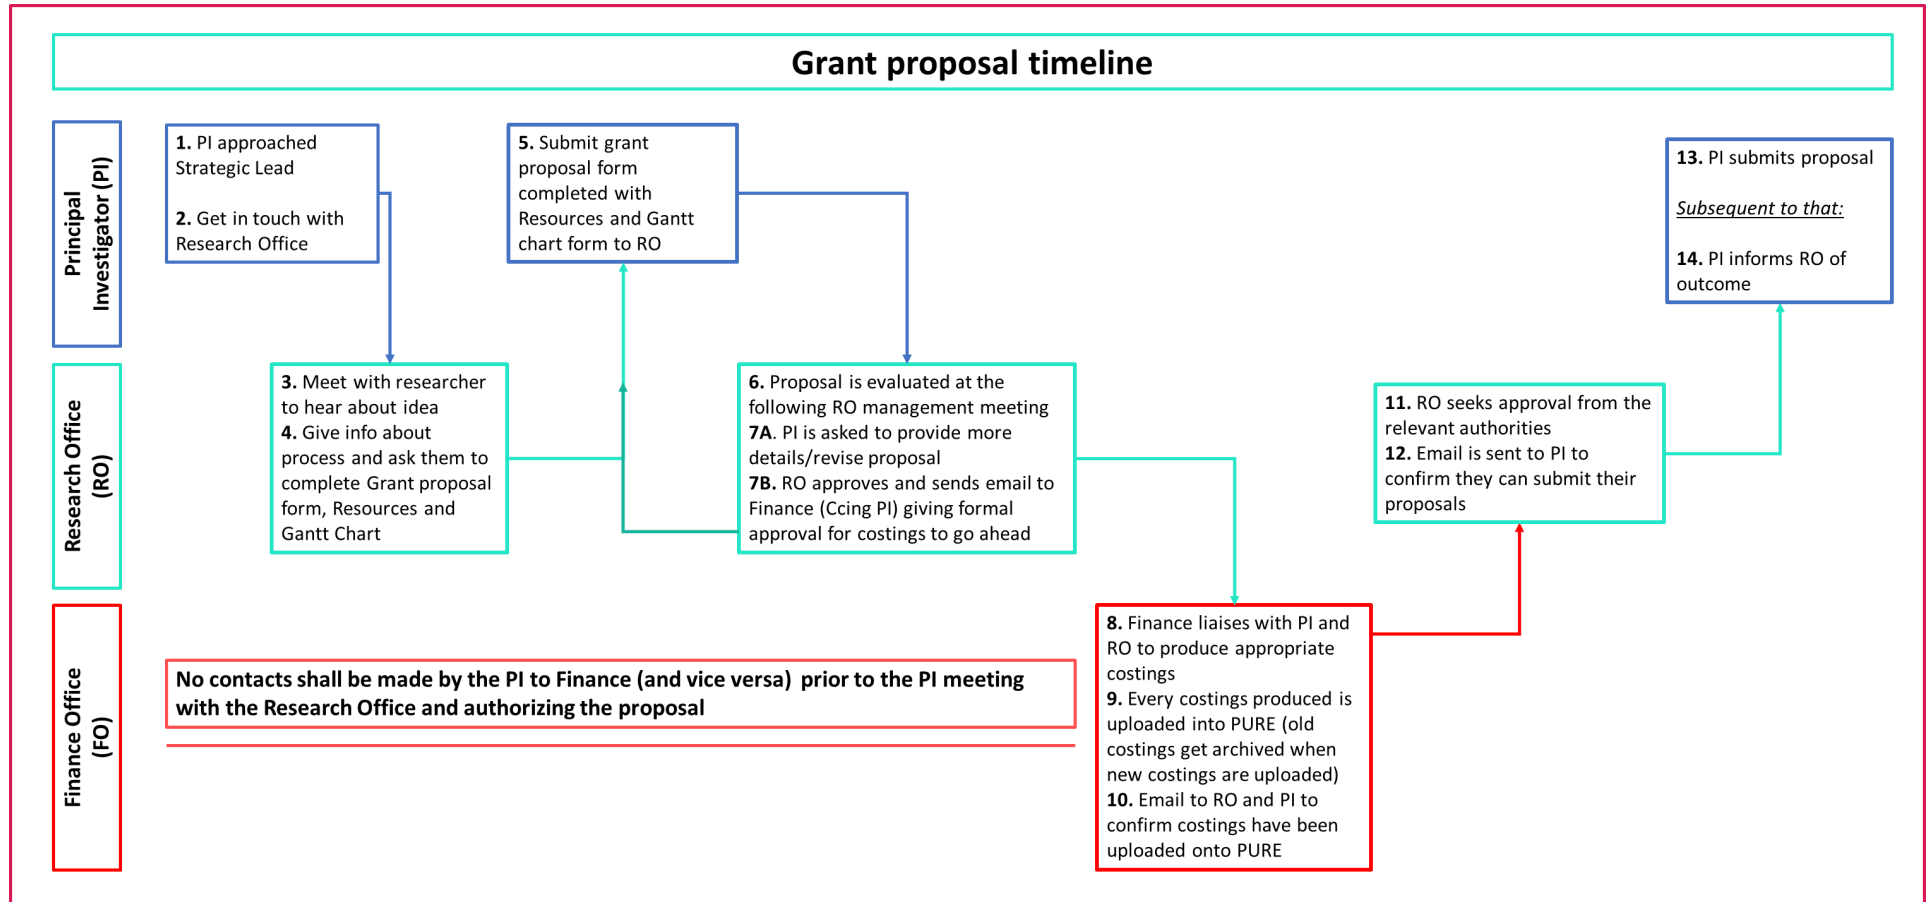 Grant proposal timeline
Principal
Investigator (PI)
1. PI approached
Strategic Lead
2. Get in touch with
Research Office
5. Submit grant
proposal form
completed with
Resources and Gantt
chart form to RO
13. PI submits proposal
Subsequent to that:
14. PI informs RO of
outcome
Research Office
(RO)
3. Meet with researcher
to hear about idea
4. Give info about
process and ask them to
complete Grant proposal
form, Resources and
Gantt Chart
6. Proposal is evaluated at the
following RO management meeting
7A. PI is asked to provide more
details/revise proposal
7B. RO approves and sends email to
Finance (Ccing PI) giving formal
approval for costings to go ahead
11. RO seeks approval from the
relevant authorities
12. Email is sent to PI to
confirm they can submit their
proposals
Finance Office
(FO)
No contacts shall be made by the PI to Finance (and vice versa) prior to the PI meeting
with the Research Office and authorizing the proposal
8. Finance liaises with PI and
RO to produce appropriate
costings
9. Every costings produced is
uploaded into PURE (old
costings get archived when
new costings are uploaded)
10. Email to RO and PI to
confirm costings have been
uploaded onto PURE